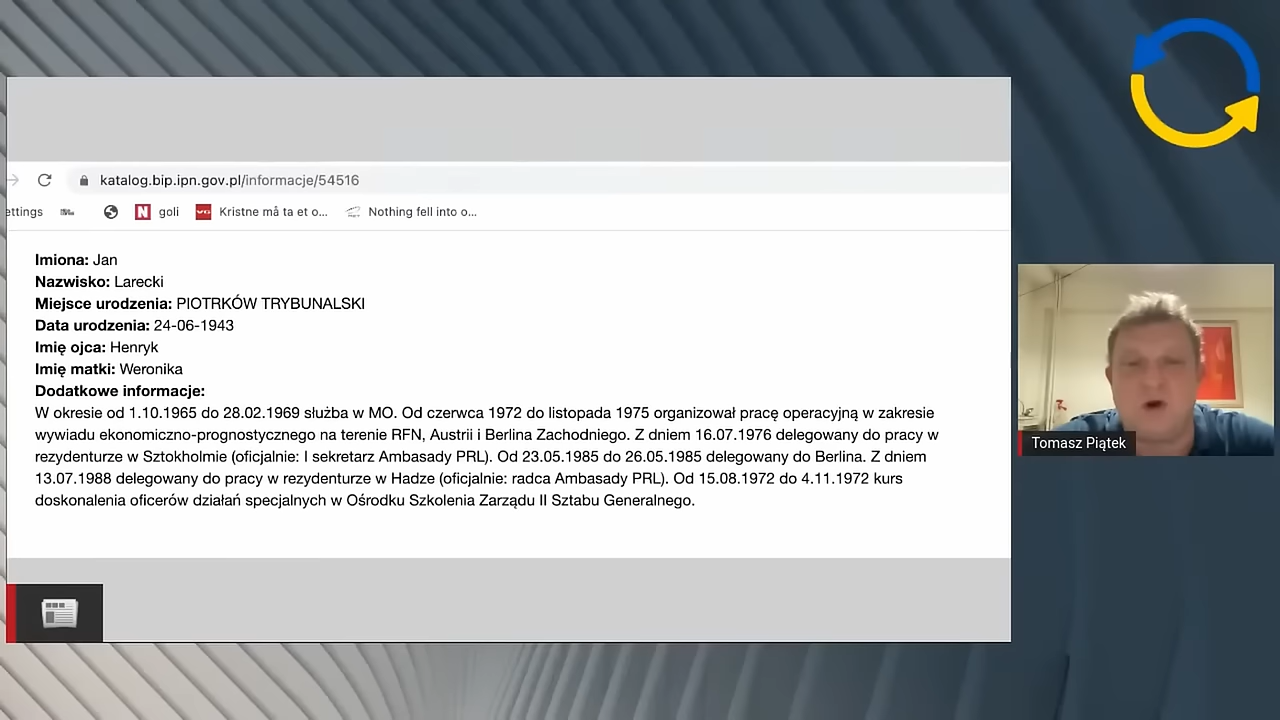 katalog.bip.ipn.gov.pl/informacje/54516
ettings
N goli
VG Kristne må ta et o...
Nothing fell into o...
Imiona: Jan
Nazwisko: Larecki
Miejsce urodzenia: PIOTRKÓW TRYBUNALSKI
Data urodzenia: 24-06-1943
Imię ojca: Henryk
Imię matki: Weronika
Dodatkowe informacje:
W okresie od 1.10.1965 do 28.02.1969 służba w MO. Od czerwca 1972 do listopada 1975 organizował pracę operacyjną w zakresie
wywiadu ekonomiczno-prognostycznego na terenie RFN, Austrii i Berlina Zachodniego. Z dniem 16.07.1976 delegowany do pracy w
rezydenturze w Sztokholmie (oficjalnie: I sekretarz Ambasady PRL). Od 23.05.1985 do 26.05.1985 delegowany do Berlina. Z dniem
13.07.1988 delegowany do pracy w rezydenturze w Hadze (oficjalnie: radca Ambasady PRL). Od 15.08.1972 do 4.11.1972 kurs
doskonalenia oficerów działań specjalnych w Ośrodku Szkolenia Zarządu II Sztabu Generalnego.
Tomasz Piątek